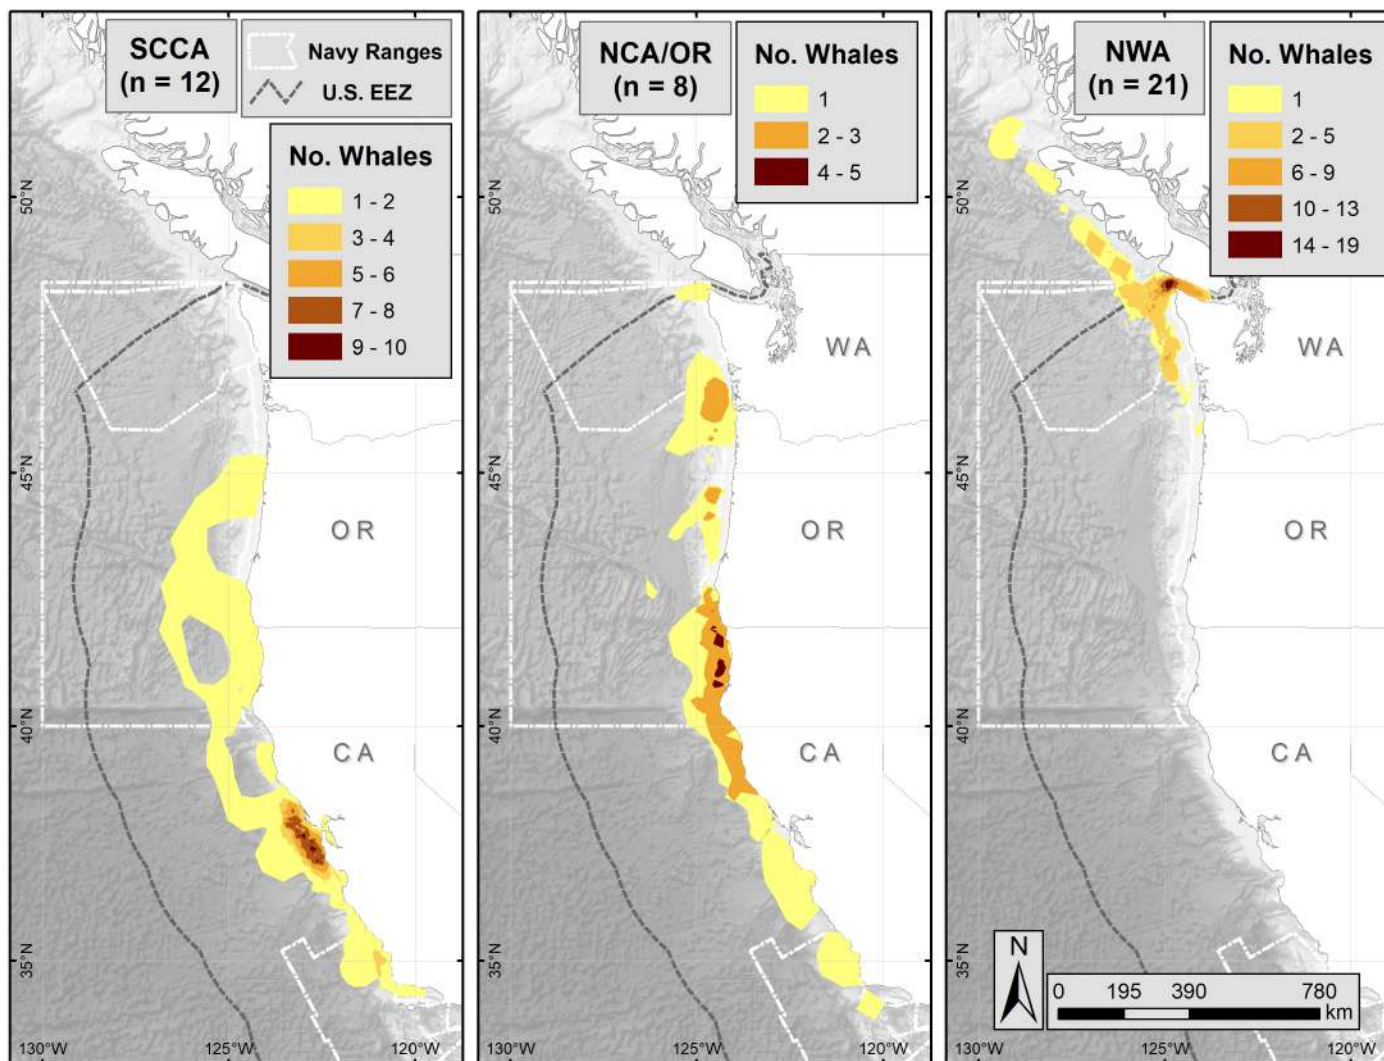 SCCA
(n = 12)
Navy Ranges
U.S. EEZ
No. Whales
1 - 2
3 - 4
5 - 6
7 - 8
9 - 10
OR
CA
50°N
45°N
40°N
35°N
130°W
125°W
120°W
NCA/OR
(n = 8)
No. Whales
1
2 - 3
4 - 5
WA
OR
CA
50°N
45°N
40°N
35°N
130°W
125°W
120°W
NWA
(n = 21)
No. Whales
1
2 - 5
6 - 9
10 - 13
14 - 19
WA
OR
CA
50°N
45°N
40°N
35°N
N
0 195 390 780
km
130°W
125°W
120°W